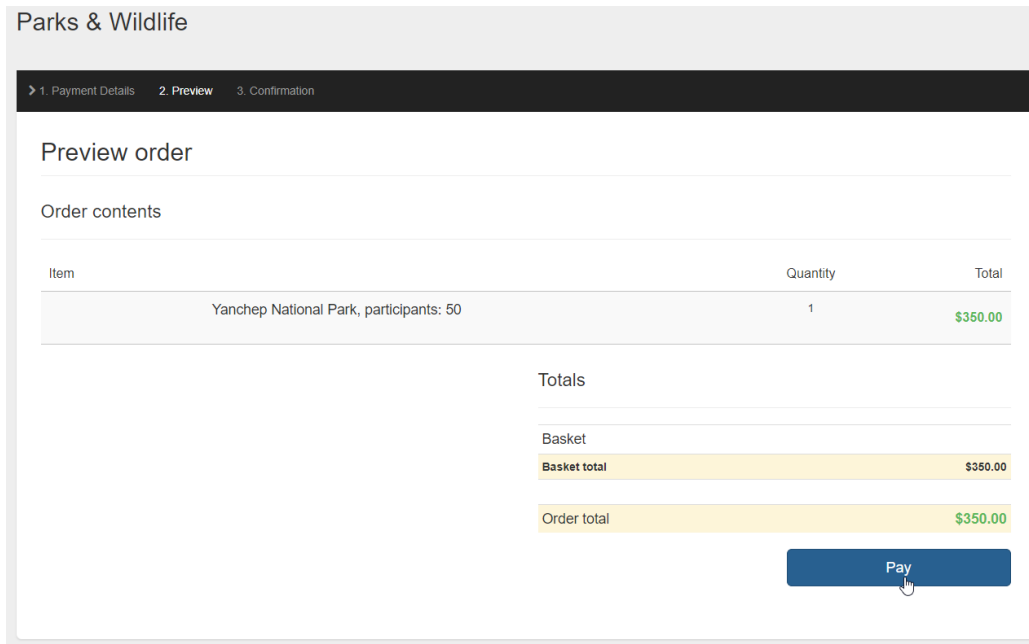 Parks & Wildlife
1. Payment Details 2. Preview 3. Confirmation
Preview order
Order contents
Item Quantity Total
Yanchep National Park, participants: 50 1 $350.00
Totals
Basket
Basket total $350.00
Order total $350.00
Pay